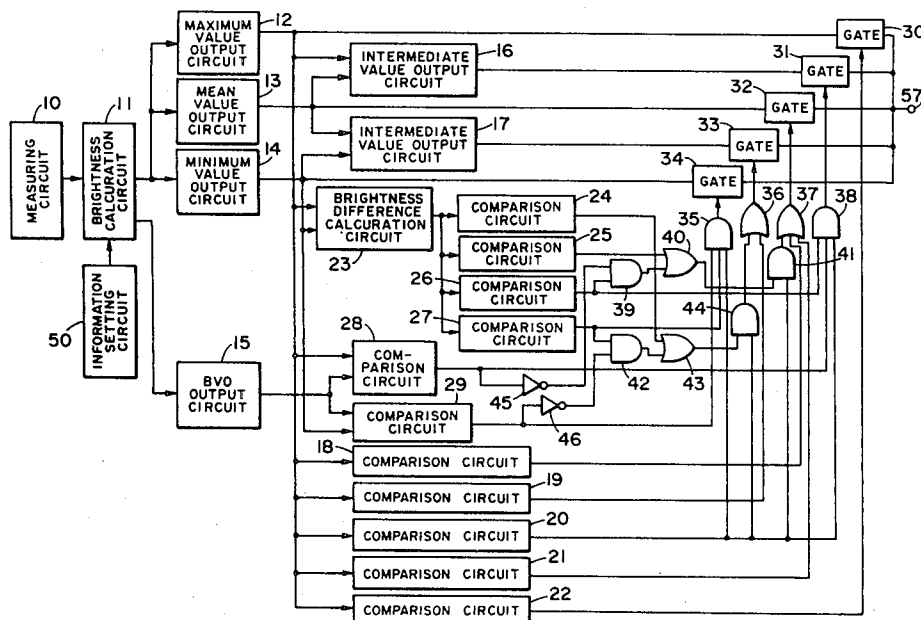 MAXIMUM
VALUE OUTPUT
CIRCUIT
12
MEAN
VALUE OUTPUT
CIRCUIT
13
MINIMUM
VALUE OUTPUT
CIRCUIT
14
10
MEASURING
CIRCUIT
11
BRIGHTNESS
CALCURATION
CIRCUIT
50
INFORMATION
SETTING
CIRCUIT
15
BVO OUTPUT
CIRCUIT
INTERMEDIATE
VALUE OUTPUT
CIRCUIT
16
INTERMEDIATE
VALUE OUTPUT
CIRCUIT
17
BRIGHTNESS
DIFFERENCE
CALCURATION
CIRCUIT
23
COMPARISON
CIRCUIT
24
COMPARISON
CIRCUIT
25
26
COMPARISON
CIRCUIT
27
COMPARISON
CIRCUIT
28
COM-
PARISON
CIRCUIT
29
COMPARISON
CIRCUIT
18
COMPARISON CIRCUIT
19
COMPARISON CIRCUIT
20
COMPARISON CIRCUIT
21
COMPARISON CIRCUIT
22
COMPARISON CIRCUIT
30
GATE
31
GATE
32
GATE
33
GATE
34
GATE
57
35
36
37
38
39
40
41
42
43
44
45
46